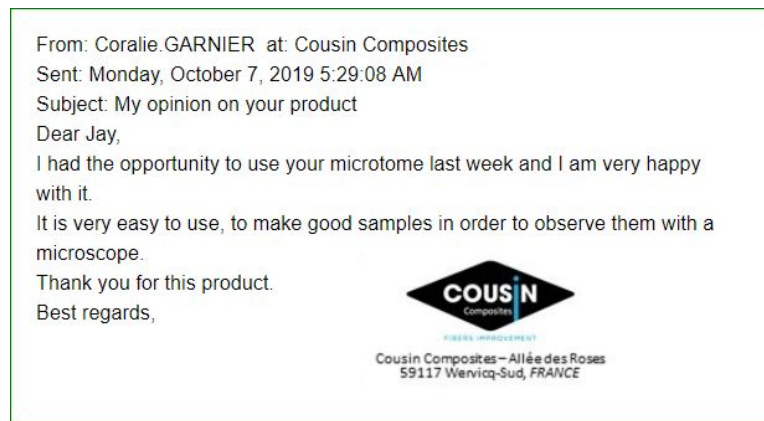 From: Coralie.GARNIER at: Cousin Composites
Sent: Monday, October 7, 2019 5:29:08 AM
Subject: My opinion on your product
Dear Jay,
I had the opportunity to use your microtome last week and I am very happy
with it.
It is very easy to use, to make good samples in order to observe them with a
microscope.
Thank you for this product.
Best regards,
COUSiN
Composites
FIBERS IMPROVEMENT
Cousin Composites – Allée des Roses
59117 Wervicq-Sud, FRANCE